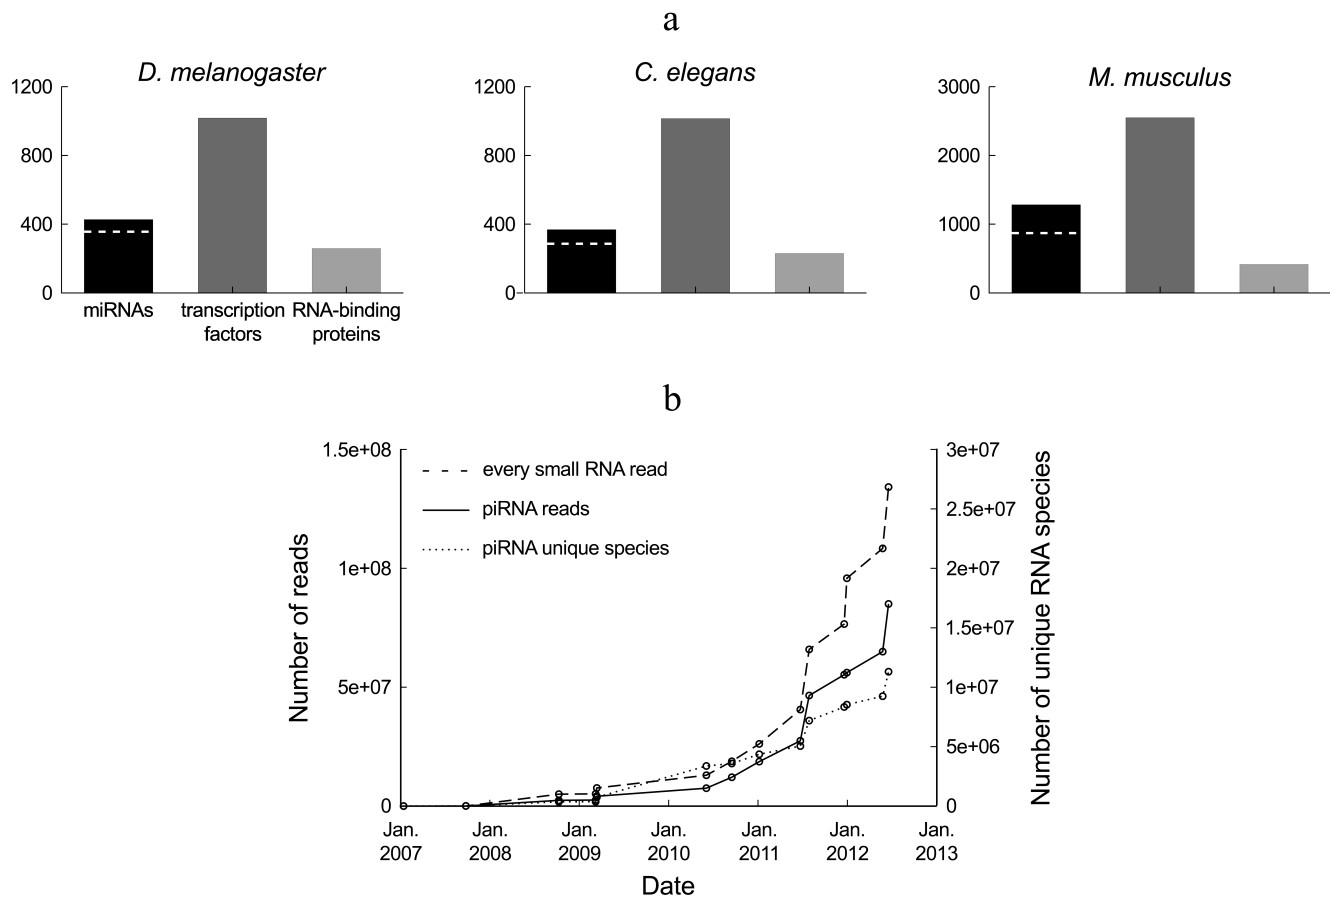 a
D. melanogaster
1200
800
400
0
miRNAs
transcription
factors
RNA-binding
proteins
C. elegans
1200
800
400
0
M. musculus
3000
2000
1000
0
b
1.5e+08
1e+08
5e+07
0
Number of reads
every small RNA read
piRNA reads
piRNA unique species
3e+07
2.5e+07
2e+07
1.5e+07
1e+07
5e+06
0
Number of unique RNA species
Jan.
2007
Jan.
2008
Jan.
2009
Jan.
2010
Jan.
2011
Jan.
2012
Jan.
2013
Date